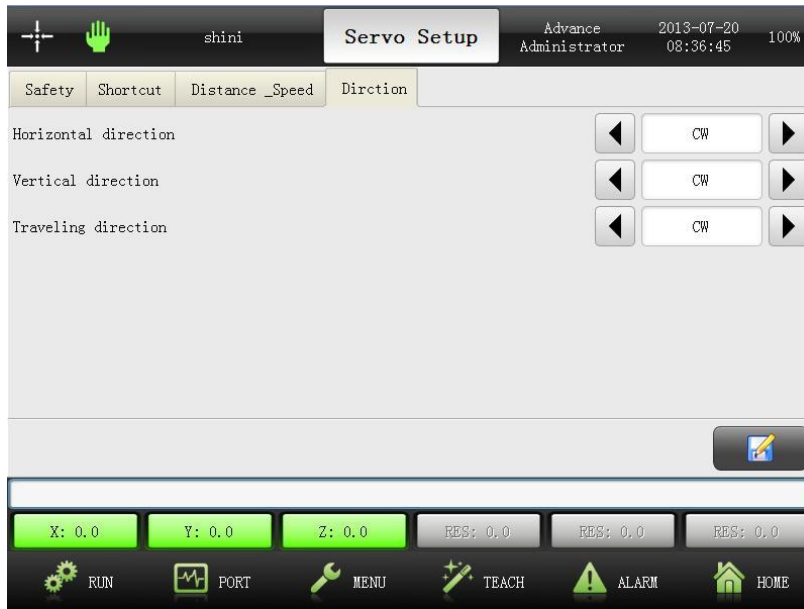 shini
Servo Setup
Advance
Administrator
2013-07-20
08:36:45
100%
Safety
Shortcut
Distance _Speed
Dirction
Horizontal direction
CW
Vertical direction
CW
Traveling direction
CW
X: 0.0
Y: 0.0
Z: 0.0
RES: 0.0
RES: 0.0
RES: 0.0
RUN
PORT
MENU
TEACH
ALARM
HOME